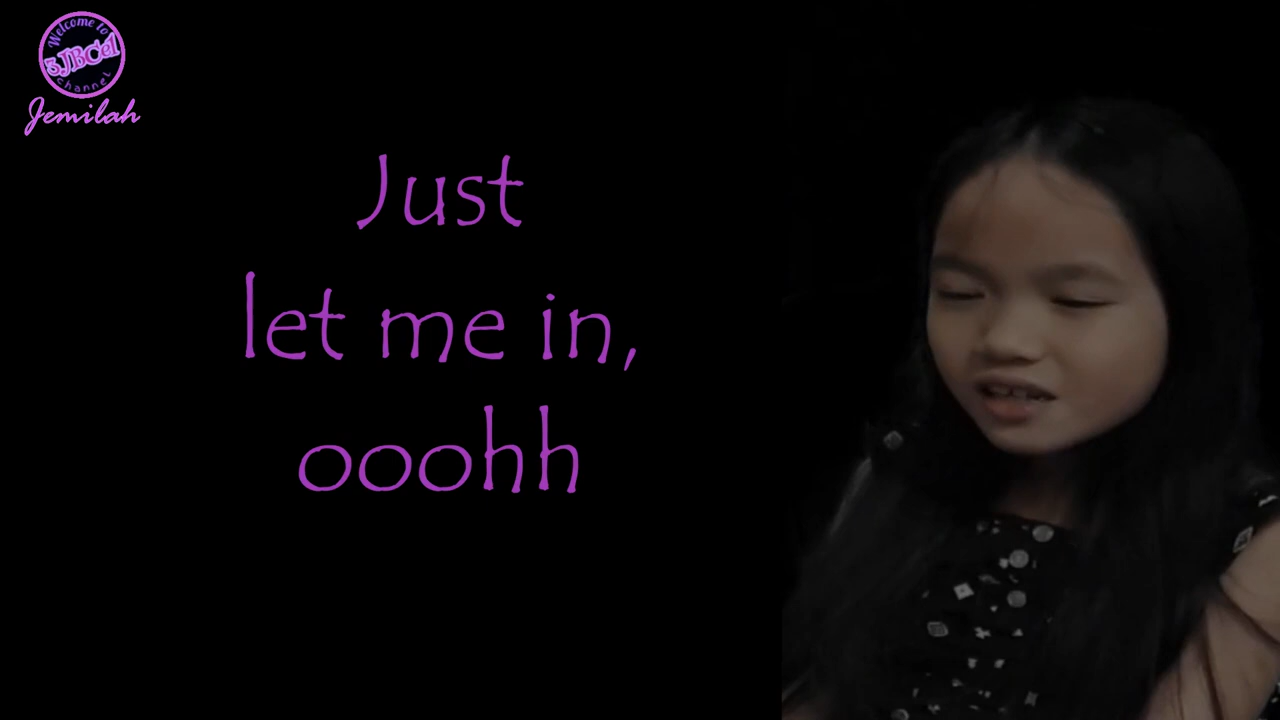 Welcome to
3JBCel
channel
Jemilah
Just
let me in,
ooohh